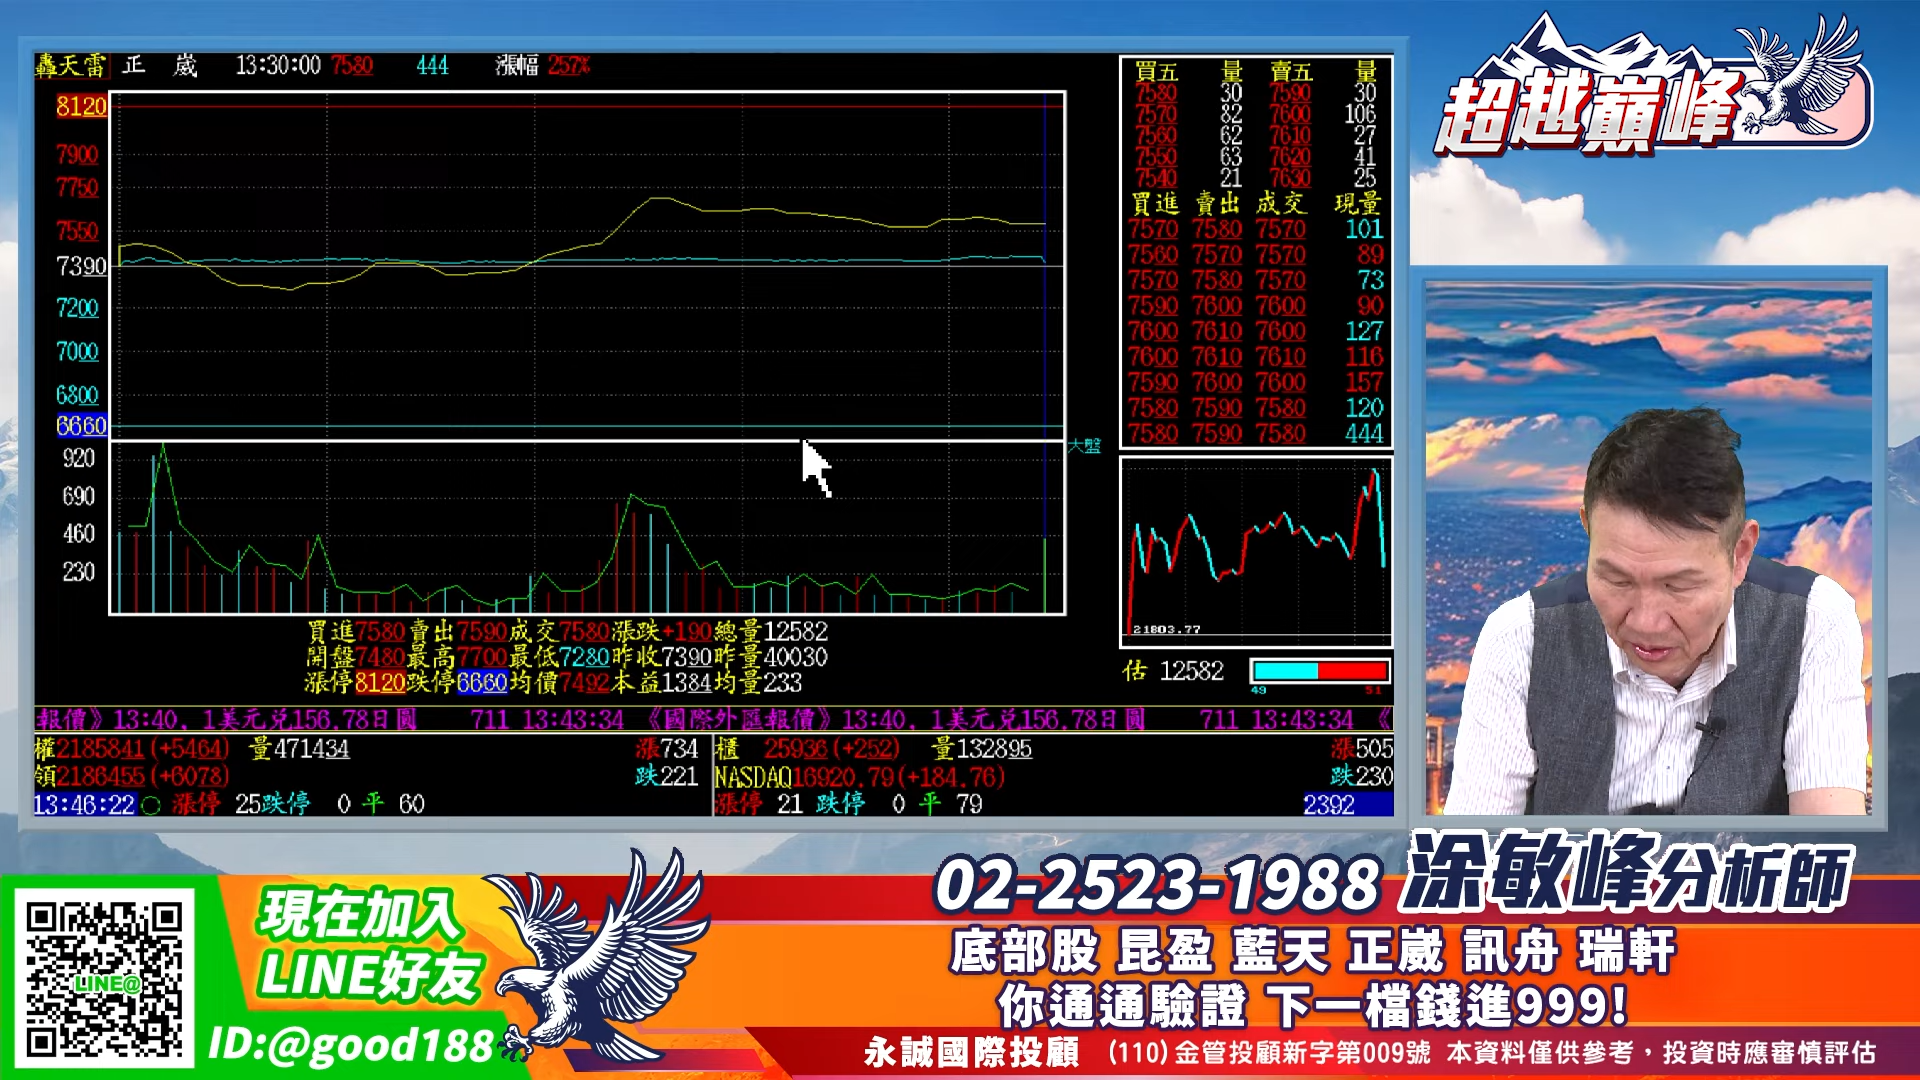 轟天雷 正 崴 13:30:00 7580 444 漲幅 257%
8120
7900
7750
7550
7390
7200
7000
6800
6660
920
690
460
230
大盤
買五 量 賣五 量
7580 30 7590 30
7570 82 7600 106
7560 62 7610 27
7550 63 7620 41
7540 21 7630 25
買進 賣出 成交 現量
7570 7580 7570 101
7560 7570 7570 89
7570 7580 7570 73
7590 7600 7600 90
7600 7610 7600 127
7600 7610 7610 116
7590 7600 7600 157
7580 7590 7580 120
7580 7590 7580 444
21803.77
估 12582
49 51
買進7580賣出7590成交7580漲跌+190總量12582
開盤7480最高7700最低7280昨收7390昨量40030
漲停8120跌停6660均價7492本益1384均量233
報價》13:40, 1美元兌156.78日圓 711 13:43:34 《國際外匯報價》13:40, 1美元兌156.78日圓 711 13:43:34 《
權2185841(+5464) 量471434 漲734
領2186455(+6078) 跌221
13:46:22 ○ 漲停 25跌停 0 平 60
櫃 25936(+252) 量132895 漲505
NASDAQ16920.79(+184.76) 跌230
漲停 21 跌停 0 平 79 2392
超越巔峰
LINE@
現在加入
LINE好友
ID:@good188
02-2523-1988 涂敏峰分析師
底部股 昆盈 藍天 正崴 訊舟 瑞軒
你通通驗證 下一檔錢進999!
永誠國際投顧 (110)金管投顧新字第009號 本資料僅供參考，投資時應審慎評估